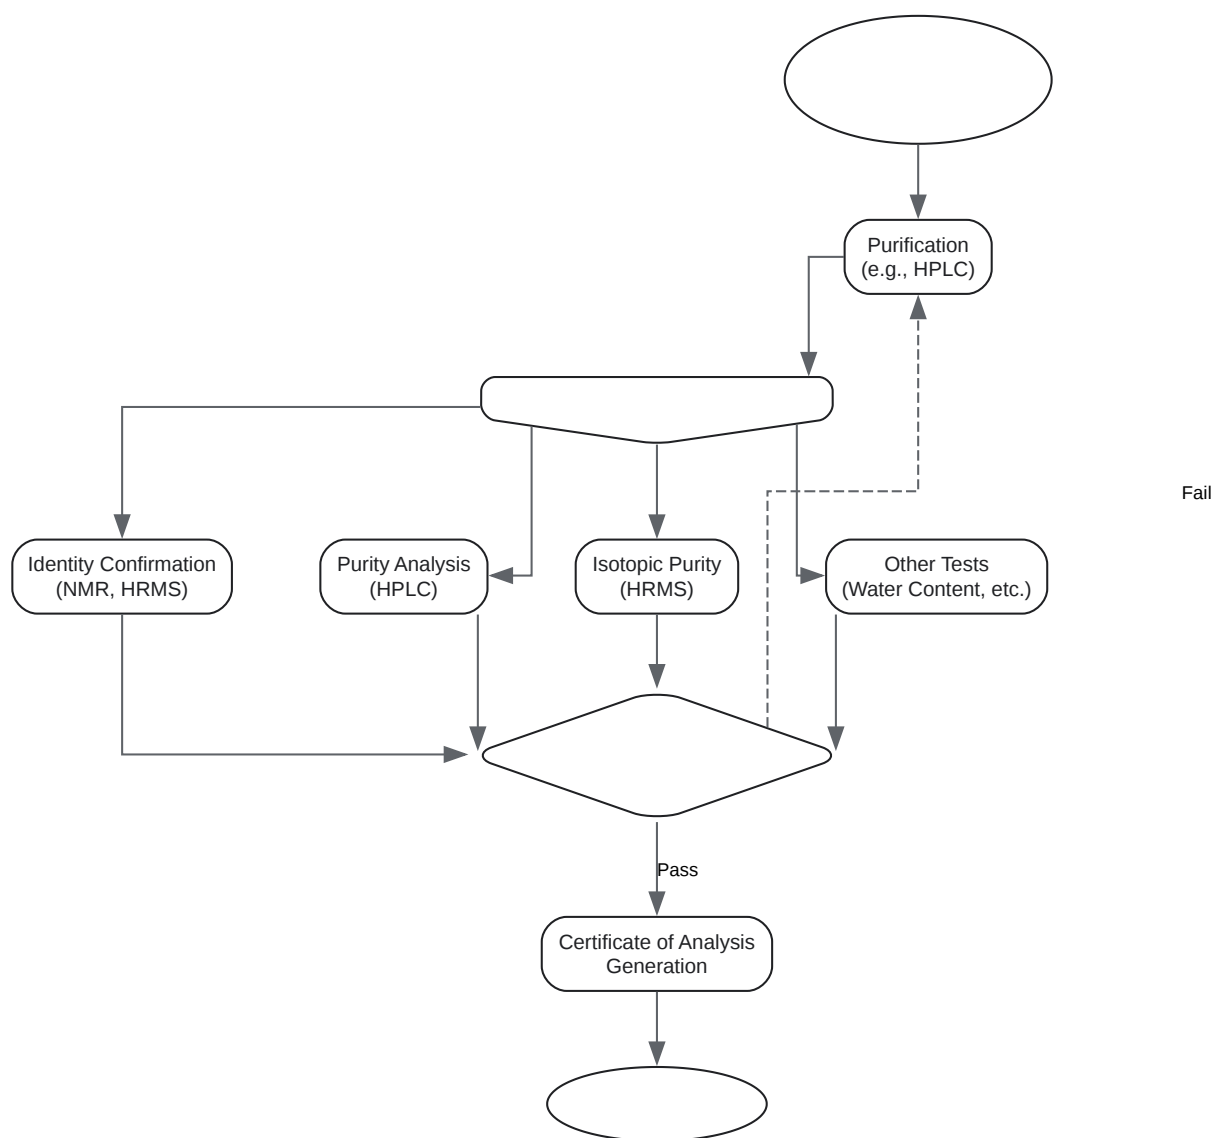 Purification
(e.g., HPLC)
Fail
Identity Confirmation
(NMR, HRMS)
Purity Analysis
(HPLC)
Isotopic Purity
(HRMS)
Other Tests
(Water Content, etc.)
Pass
Certificate of Analysis
Generation